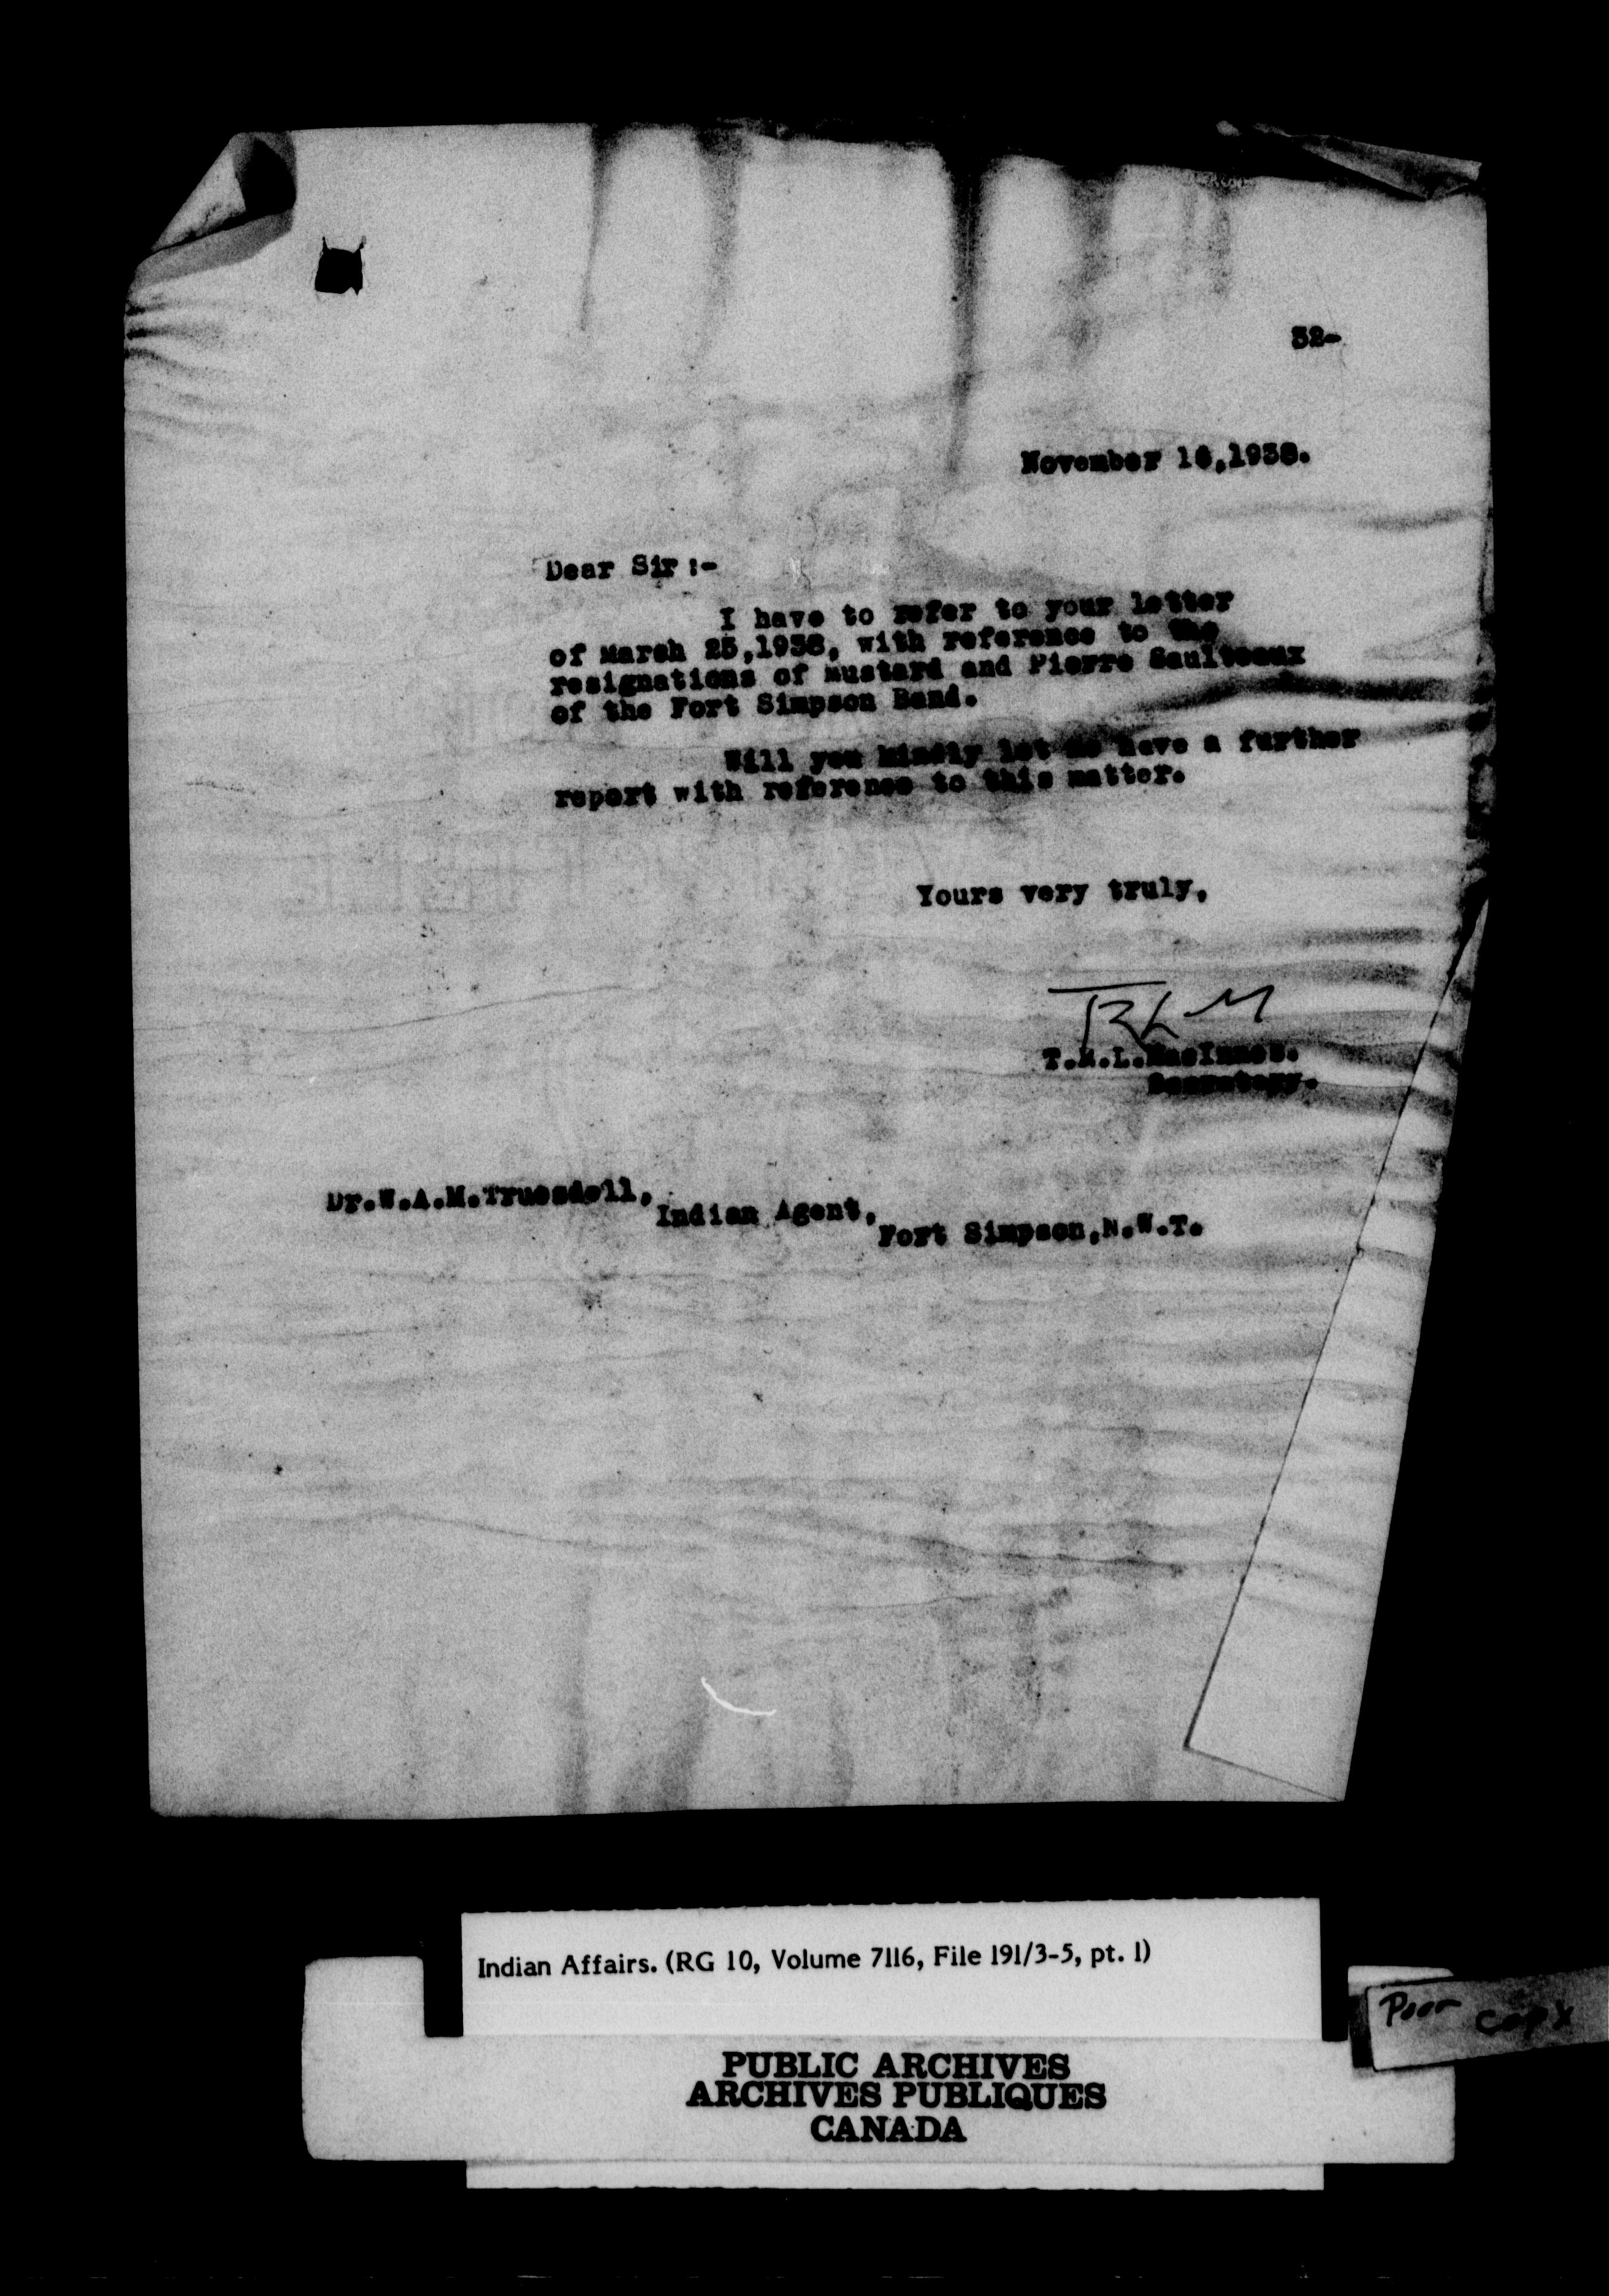 32-
November 16,1938.
Dear Sir:-
I have to refer to your letter
of March 25,1938, with reference to the
resignations of Mustard and Pierre Saulteaux
of the Fort Simpson Band.
Will you kindly let me have a further
report with reference to this matter.
Yours very truly,
TRLM
T.R.L.MacInnes.
Secretary.
Dr.W.A.M.Truesdell,
Indian Agent,
Fort Simpson,N.W.T.
Indian Affairs. (RG 10, Volume 7116, File 191/3-5, pt. 1)
Poor copy
PUBLIC ARCHIVES
ARCHIVES PUBLIQUES
CANADA